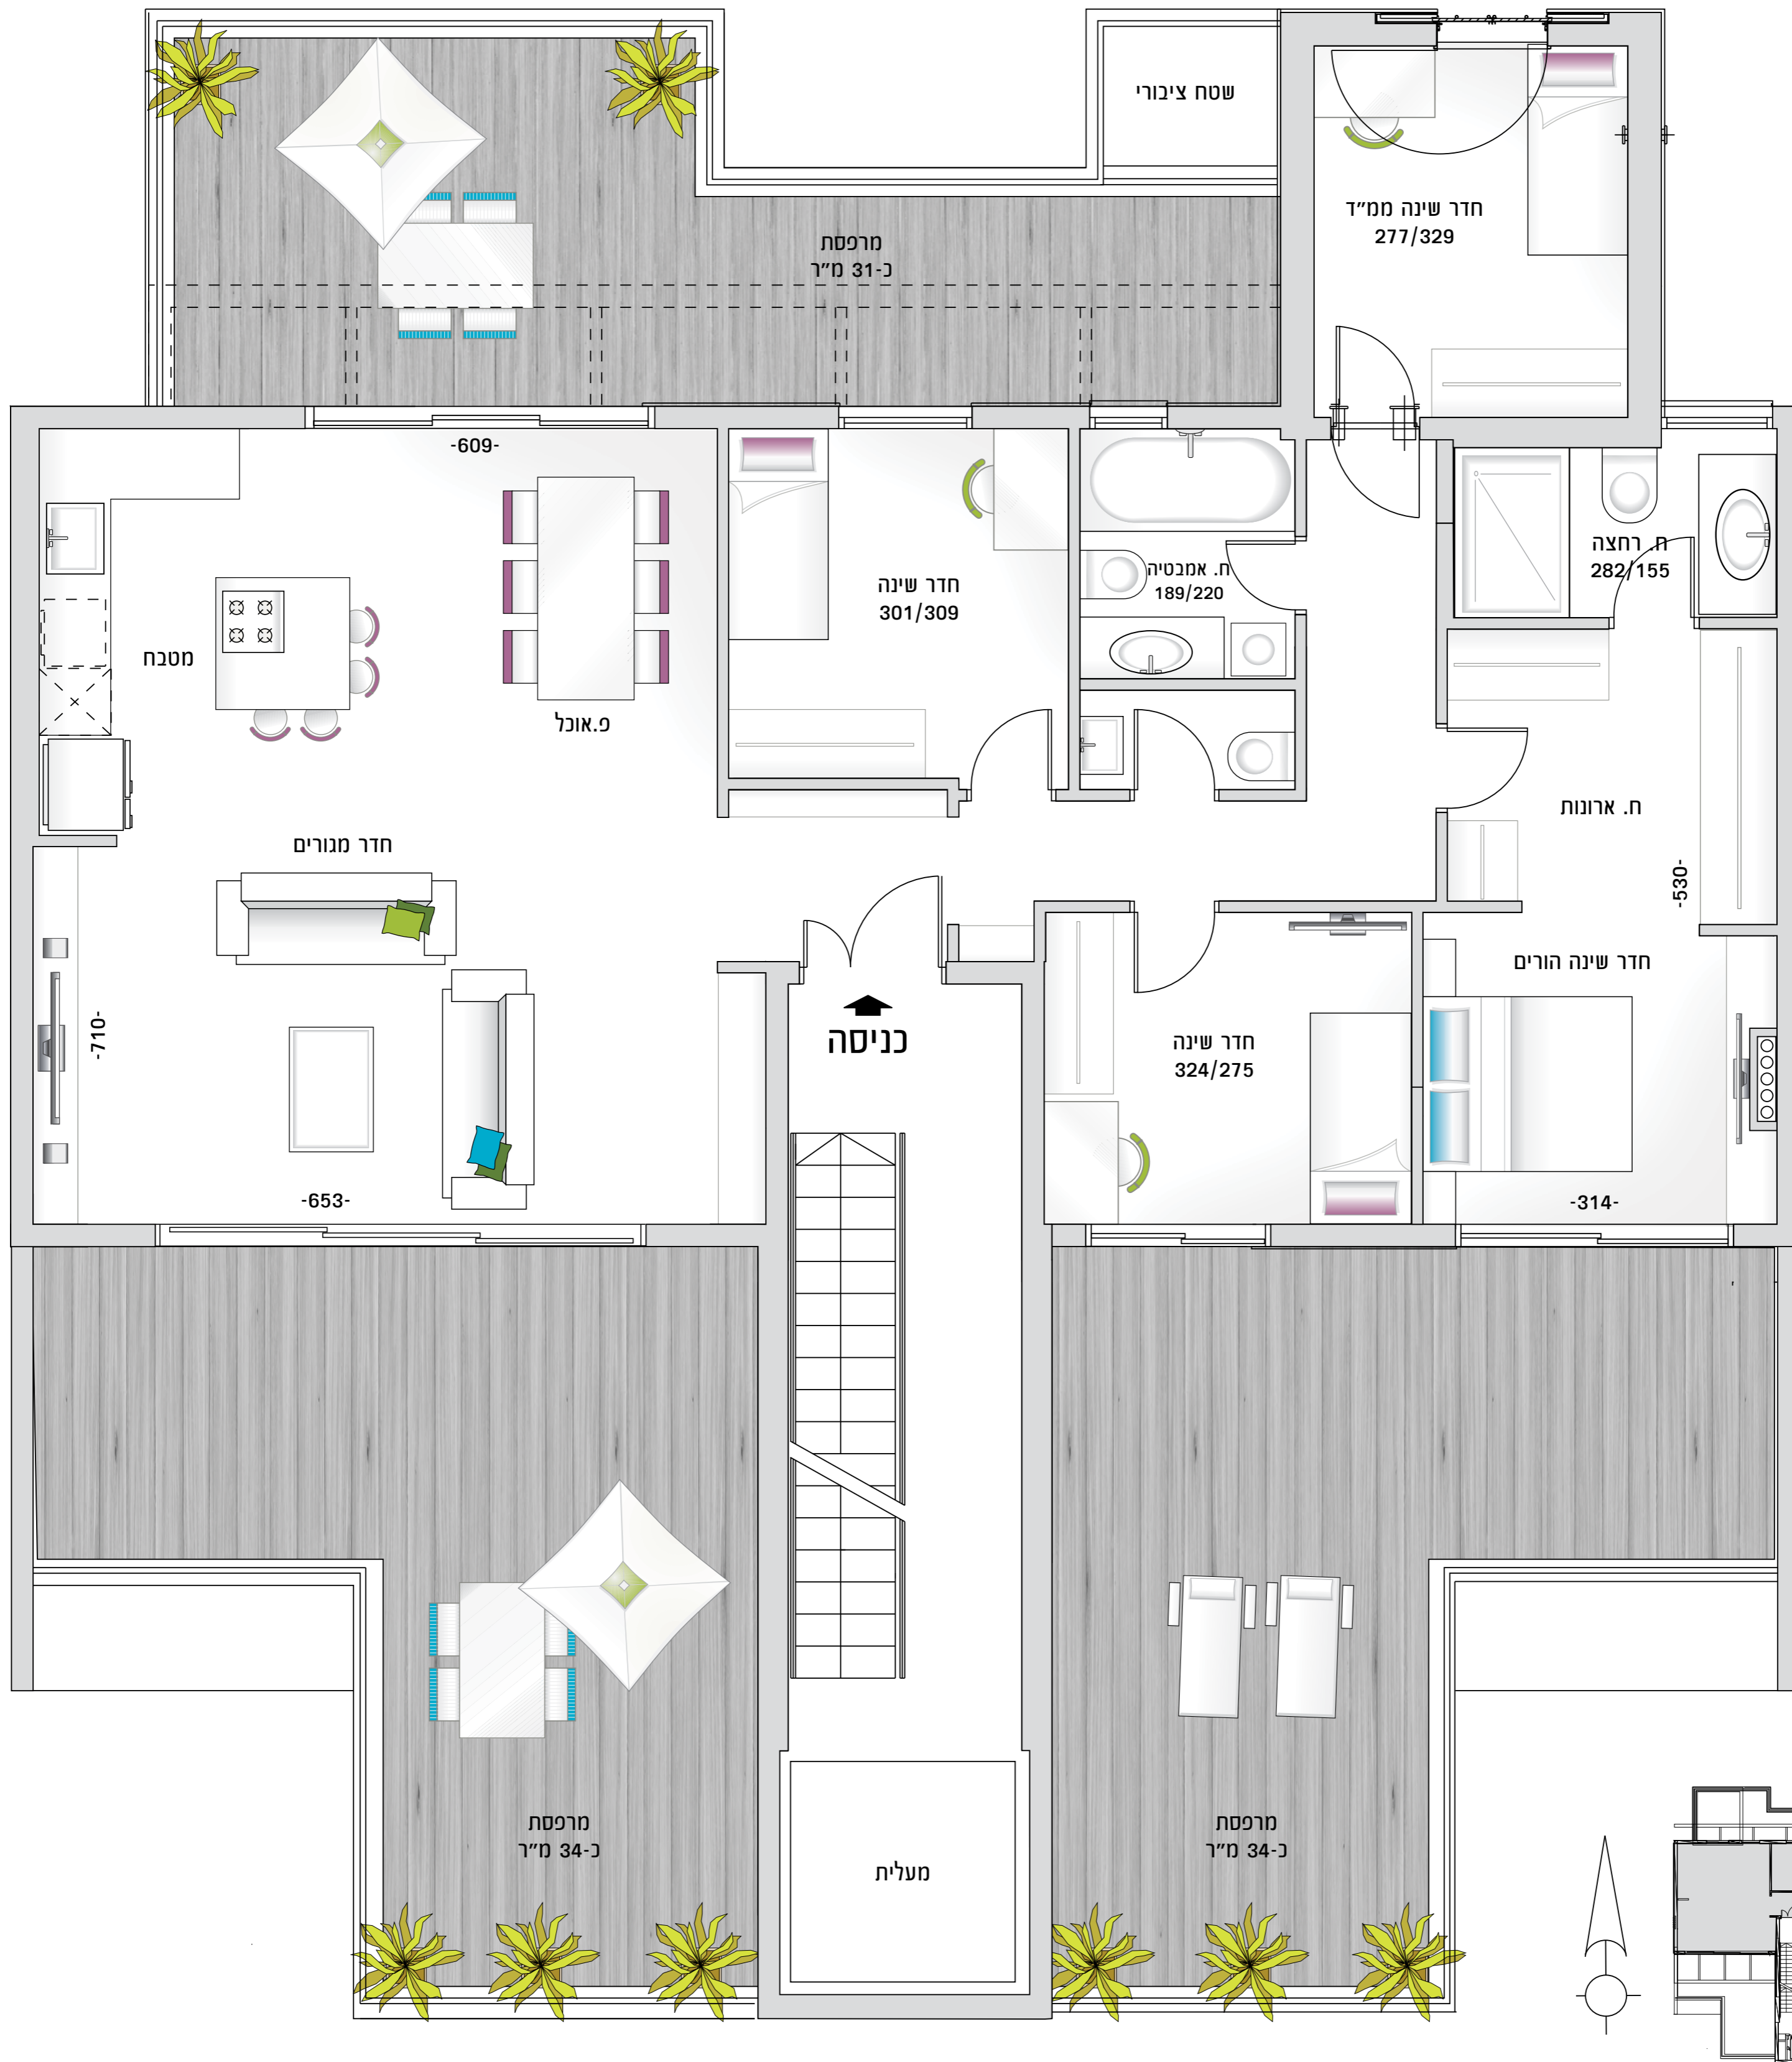 שטח ציבורי
חדר שינה ממ״ד
277/329
מרפסת
כ-31 מ״ר
-609-
ח. רחצה
282/155
ח. אמבטיה
189/220
חדר שינה
301/309
מטבח
פ.אוכל
ח. ארונות
-530-
חדר מגורים
חדר שינה הורים
כניסה
חדר שינה
324/275
-710-
-653-
-314-
מרפסת
כ-34 מ״ר
מרפסת
כ-34 מ״ר
מעלית